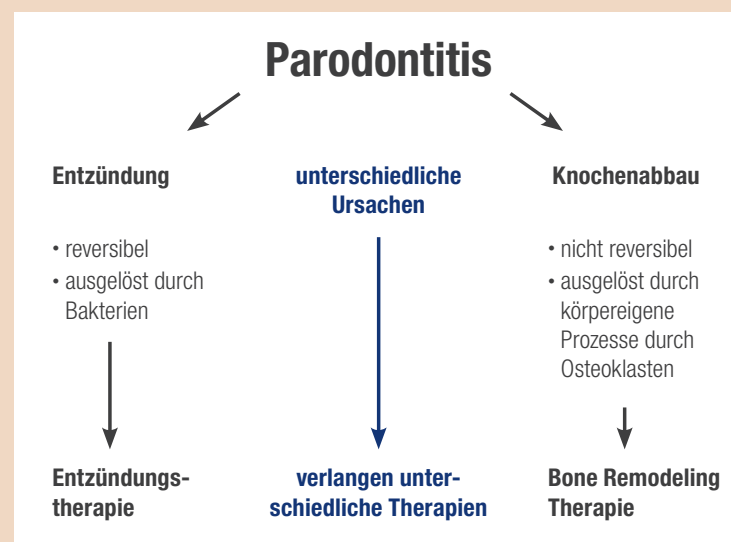 Parodontitis
Entzündung
• reversibel
• ausgelöst durch
Bakterien
Entzündungs-
therapie
unterschiedliche
Ursachen
verlangen unter-
schiedliche Therapien
Knochenabbau
• nicht reversibel
• ausgelöst durch
körpereigene
Prozesse durch
Osteoklasten
Bone Remodeling
Therapie